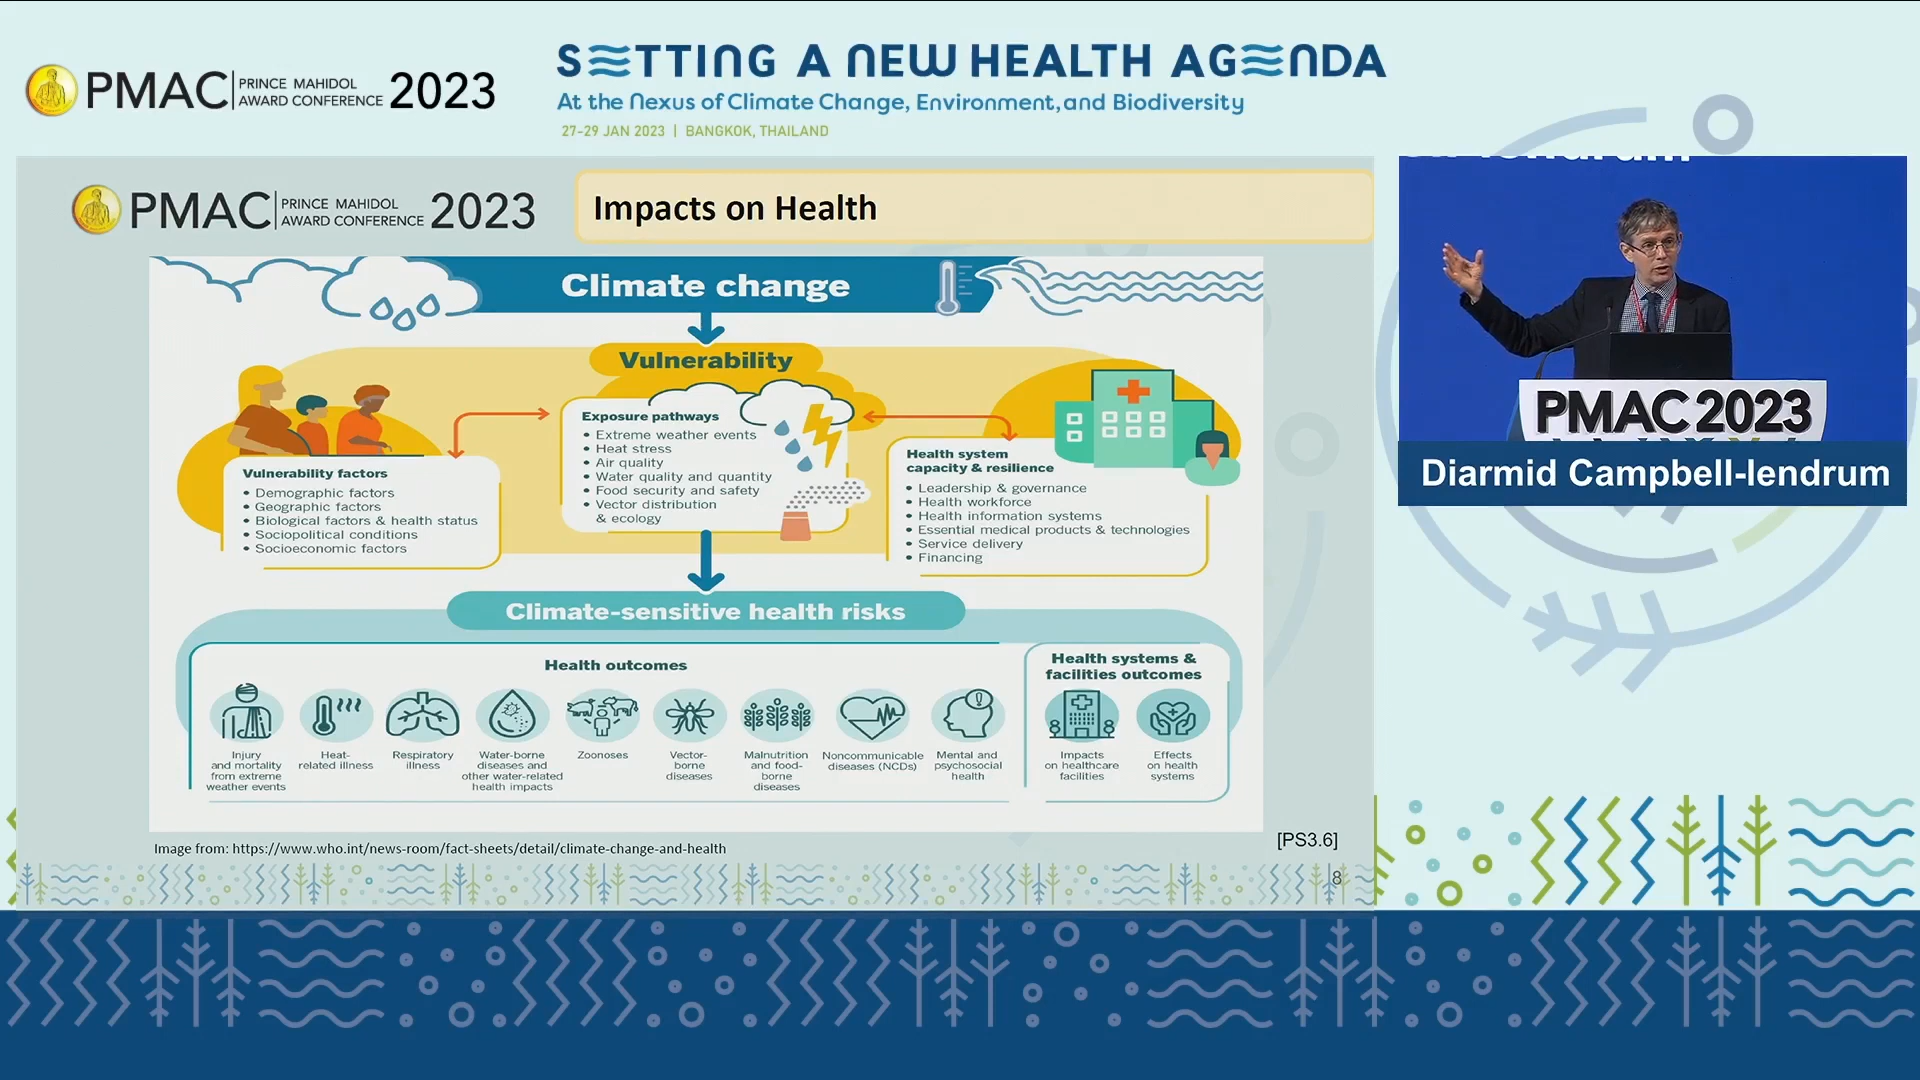 PMAC PRINCE MAHIDOL AWARD CONFERENCE 2023
SETTING A NEW HEALTH AGENDA
At the Nexus of Climate Change, Environment, and Biodiversity
27-29 JAN 2023 | BANGKOK, THAILAND
PMAC PRINCE MAHIDOL AWARD CONFERENCE 2023
Impacts on Health
Climate change
Vulnerability
Vulnerability factors
• Demographic factors
• Geographic factors
• Biological factors & health status
• Sociopolitical conditions
• Socioeconomic factors
Exposure pathways
• Extreme weather events
• Heat stress
• Air quality
• Water quality and quantity
• Food security and safety
• Vector distribution
& ecology
Health system
capacity & resilience
• Leadership & governance
• Health workforce
• Health information systems
• Essential medical products & technologies
• Service delivery
• Financing
Climate-sensitive health risks
Health outcomes
Injury
and mortality
from extreme
weather events
Heat-
related illness
Respiratory
illness
Water-borne
diseases and
other water-related
health impacts
Zoonoses
Vector-
borne
diseases
Malnutrition
and food-
borne
diseases
Noncommunicable
diseases (NCDs)
Mental and
psychosocial
health
Health systems &
facilities outcomes
Impacts
on healthcare
facilities
Effects
on health
systems
Image from: https://www.who.int/news-room/fact-sheets/detail/climate-change-and-health
[PS3.6]
8
PMAC 2023
Diarmid Campbell-lendrum